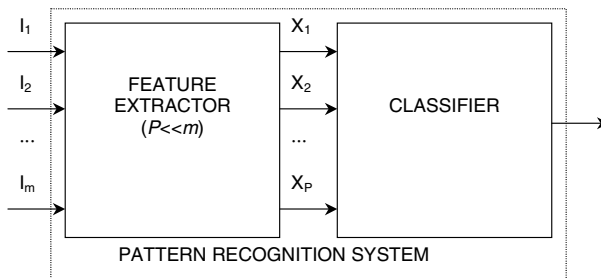 I₁ X₁
I₂ FEATURE X₂
EXTRACTOR CLASSIFIER
(P<<m)
... ...
Iₘ Xₚ
PATTERN RECOGNITION SYSTEM